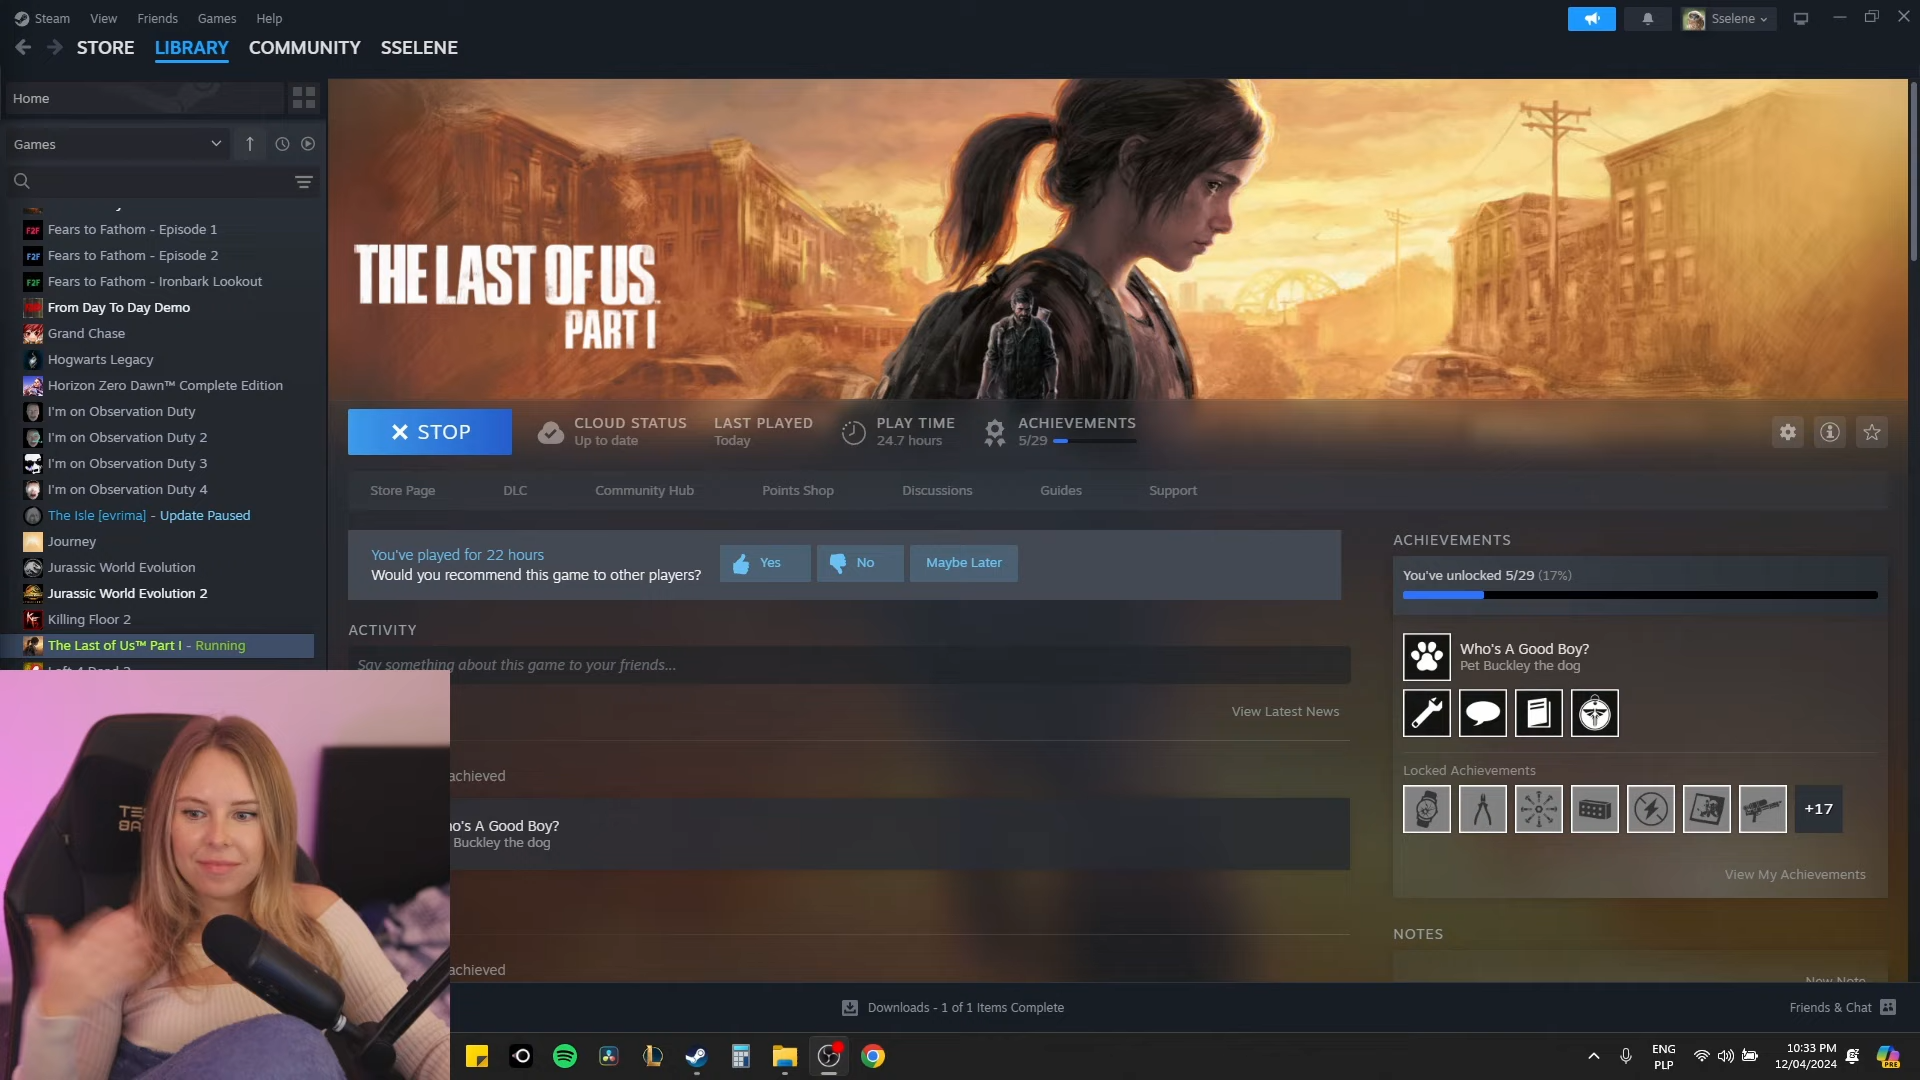 Steam
View
Friends
Games
Help
Sselene
STORE
LIBRARY
COMMUNITY
SSELENE
Home
Games
Fears to Fathom - Episode 1
Fears to Fathom - Episode 2
Fears to Fathom - Ironbark Lookout
From Day To Day Demo
Grand Chase
Hogwarts Legacy
Horizon Zero Dawn™ Complete Edition
I'm on Observation Duty
I'm on Observation Duty 2
I'm on Observation Duty 3
I'm on Observation Duty 4
The Isle [evrima] - Update Paused
Journey
Jurassic World Evolution
Jurassic World Evolution 2
Killing Floor 2
The Last of Us™ Part I - Running
THE LAST OF US
PART I
STOP
CLOUD STATUS
Up to date
LAST PLAYED
Today
PLAY TIME
24.7 hours
ACHIEVEMENTS
5/29
Store Page
DLC
Community Hub
Points Shop
Discussions
Guides
Support
You've played for 22 hours
Would you recommend this game to other players?
Yes
No
Maybe Later
ACTIVITY
Say something about this game to your friends...
View Latest News
achieved
o's A Good Boy?
Buckley the dog
achieved
ACHIEVEMENTS
You've unlocked 5/29 (17%)
Who's A Good Boy?
Pet Buckley the dog
Locked Achievements
+17
View My Achievements
NOTES
New Note
Downloads - 1 of 1 Items Complete
Friends & Chat
ENG
PLP
10:33 PM
12/04/2024